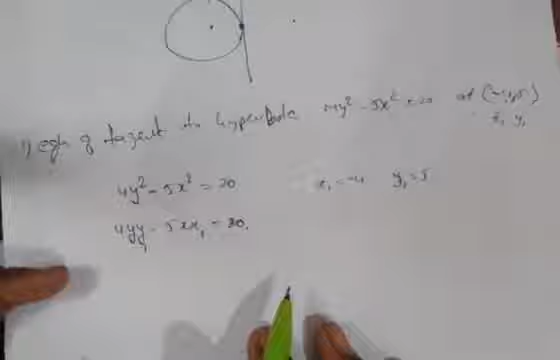 1) eqn of tangent to hyperbola 4y² - 5x² = 20 at (-4,5)
x₁ y₁
4y² - 5x² = 20 x₁ = -4 y₁ = 5
4yy₁ - 5xx₁ = 20.